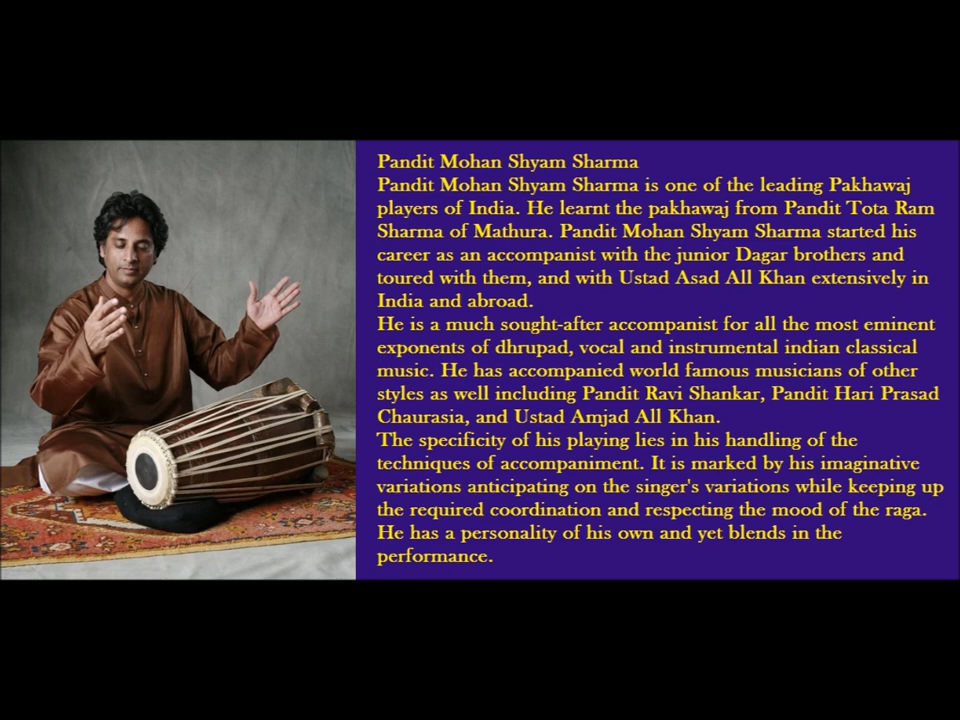 Pandit Mohan Shyam Sharma
Pandit Mohan Shyam Sharma is one of the leading Pakhawaj
players of India. He learnt the pakhawaj from Pandit Tota Ram
Sharma of Mathura. Pandit Mohan Shyam Sharma started his
career as an accompanist with the junior Dagar brothers and
toured with them, and with Ustad Asad All Khan extensively in
India and abroad.
He is a much sought-after accompanist for all the most eminent
exponents of dhrupad, vocal and instrumental indian classical
music. He has accompanied world famous musicians of other
styles as well including Pandit Ravi Shankar, Pandit Hari Prasad
Chaurasia, and Ustad Amjad All Khan.
The specificity of his playing lies in his handling of the
techniques of accompaniment. It is marked by his imaginative
variations anticipating on the singer's variations while keeping up
the required coordination and respecting the mood of the raga.
He has a personality of his own and yet blends in the
performance.